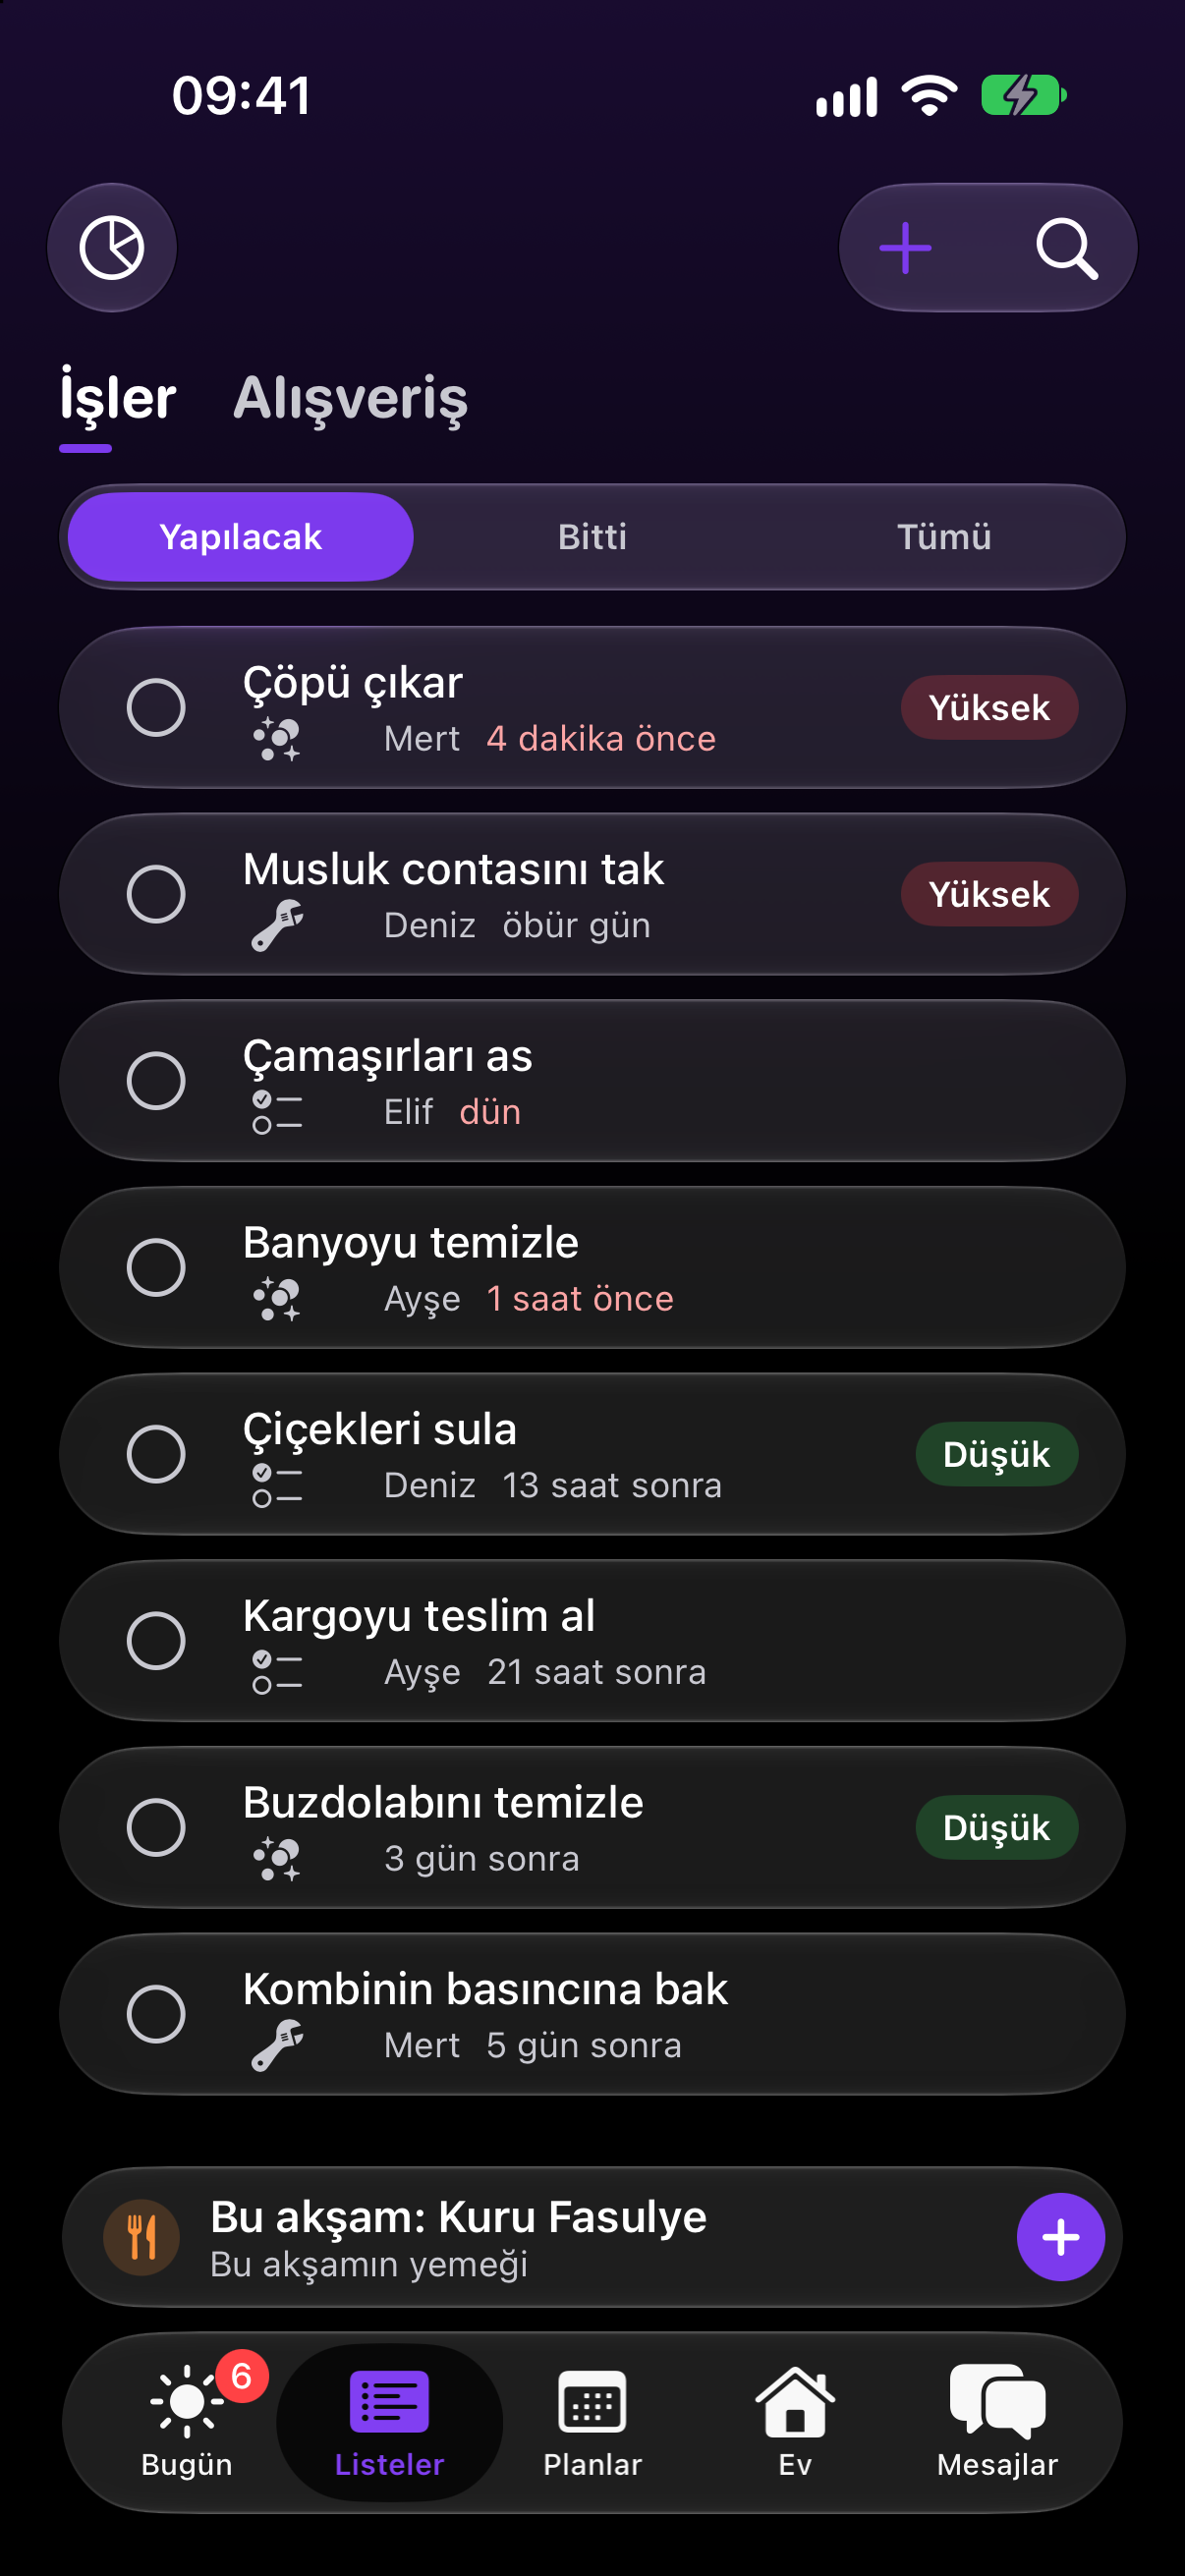 09:41
İşler Alışveriş
Yapılacak Bitti Tümü
Çöpü çıkar
Mert 4 dakika önce
Yüksek
Musluk contasını tak
Deniz öbür gün
Yüksek
Çamaşırları as
Elif dün
Banyoyu temizle
Ayşe 1 saat önce
Çiçekleri sula
Deniz 13 saat sonra
Düşük
Kargoyu teslim al
Ayşe 21 saat sonra
Buzdolabını temizle
3 gün sonra
Düşük
Kombinin basıncına bak
Mert 5 gün sonra
Bu akşam: Kuru Fasulye
Bu akşamın yemeği
6
Bugün Listeler Planlar Ev Mesajlar